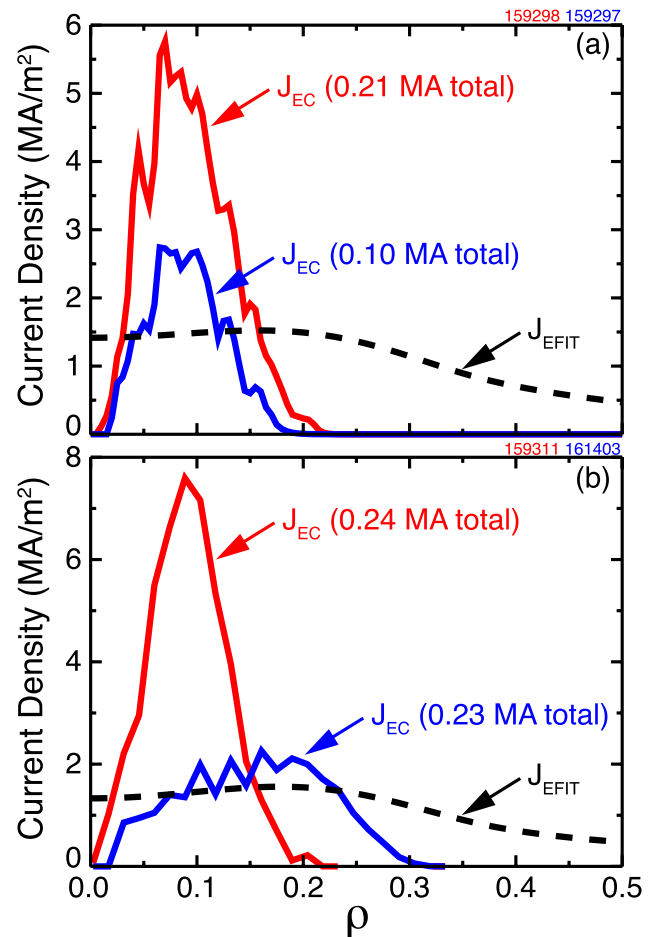 159298 159297
6
(a)
5
J_EC (0.21 MA total)
4
Current Density (MA/m²)
3
J_EC (0.10 MA total)
2
J_EFIT
1
0
159311 161403
8
(b)
J_EC (0.24 MA total)
6
Current Density (MA/m²)
4
J_EC (0.23 MA total)
2
J_EFIT
0
0.0 0.1 0.2 0.3 0.4 0.5
ρ